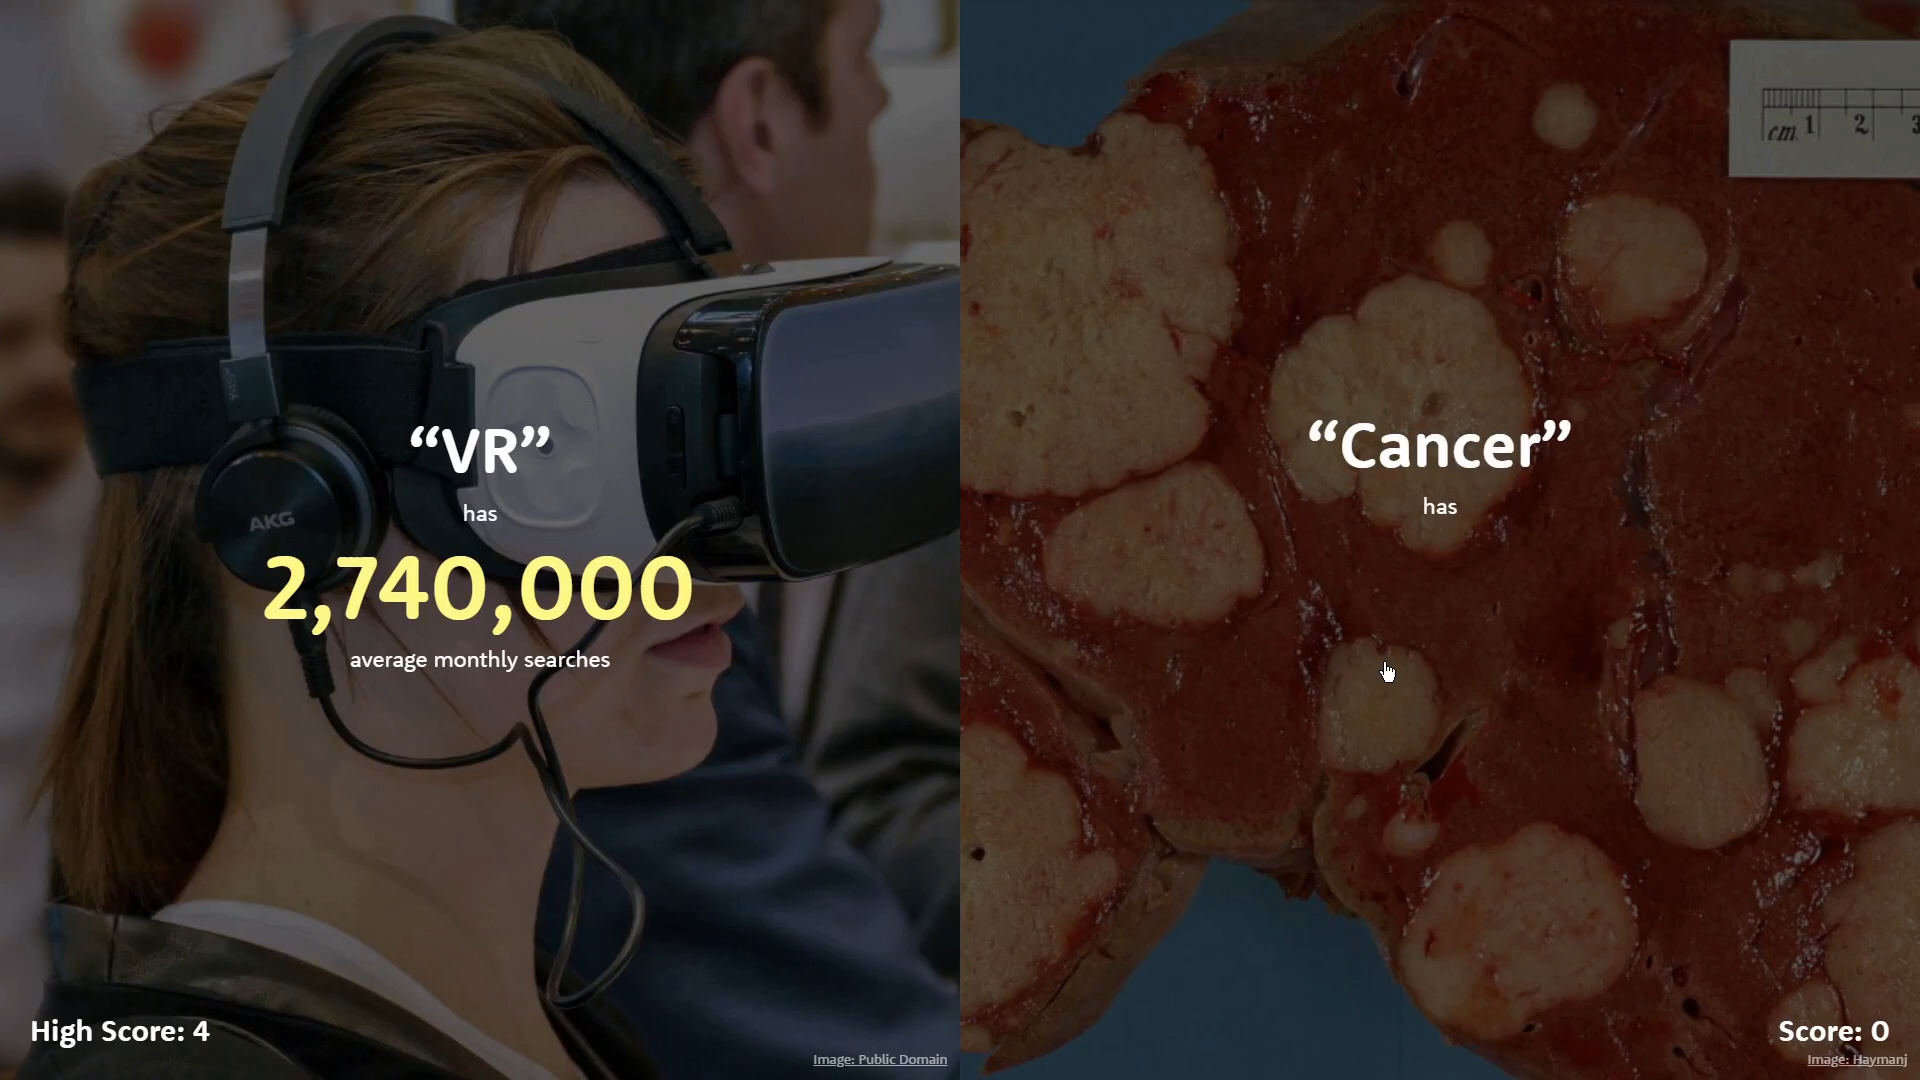 “VR”
has
2,740,000
average monthly searches
AKG
High Score: 4
Image: Public Domain
“Cancer”
has
cm 1 2 3
Score: 0
Image: Haymanj